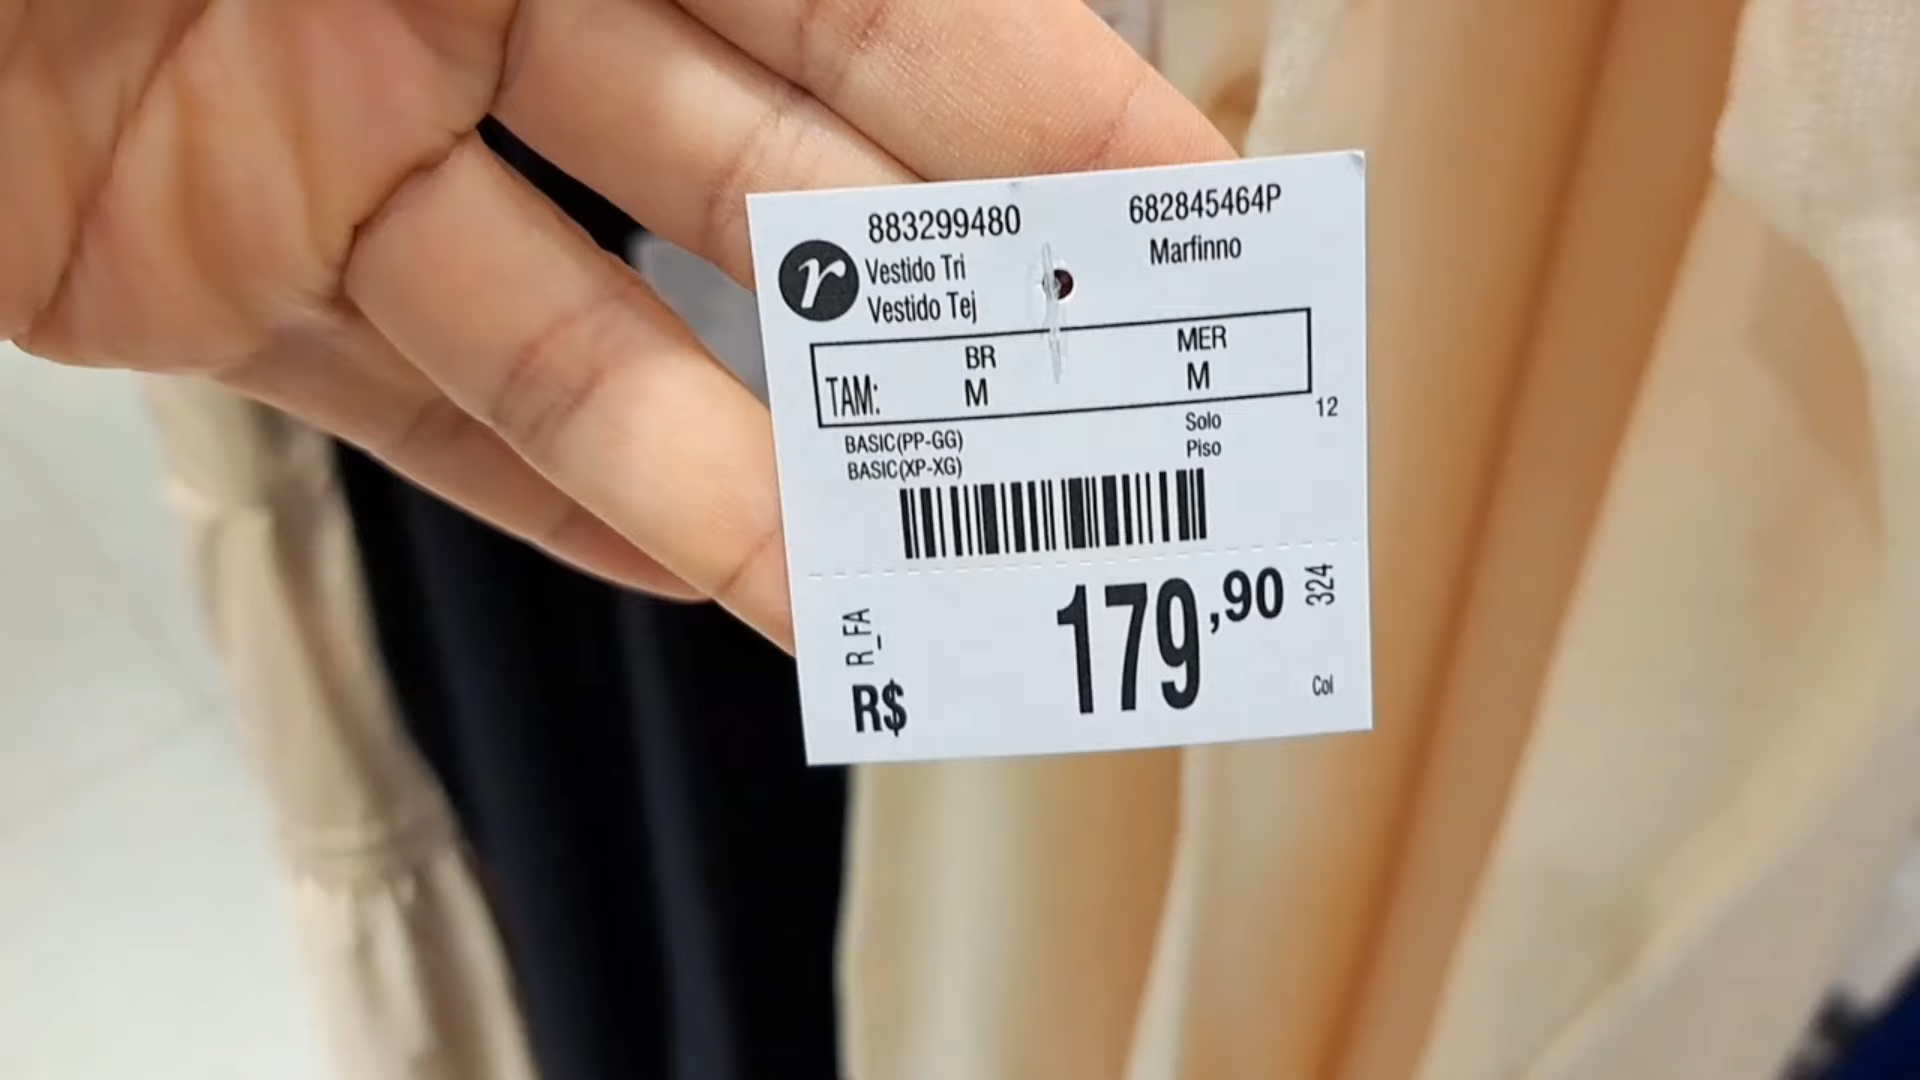 883299480 682845464P
r Vestido Tri Marfinno
Vestido Tej
BR MER
TAM: M M
12
BASIC(PP-GG) Solo
BASIC(XP-XG) Piso
R_FA
R$ 179,90
324
Col